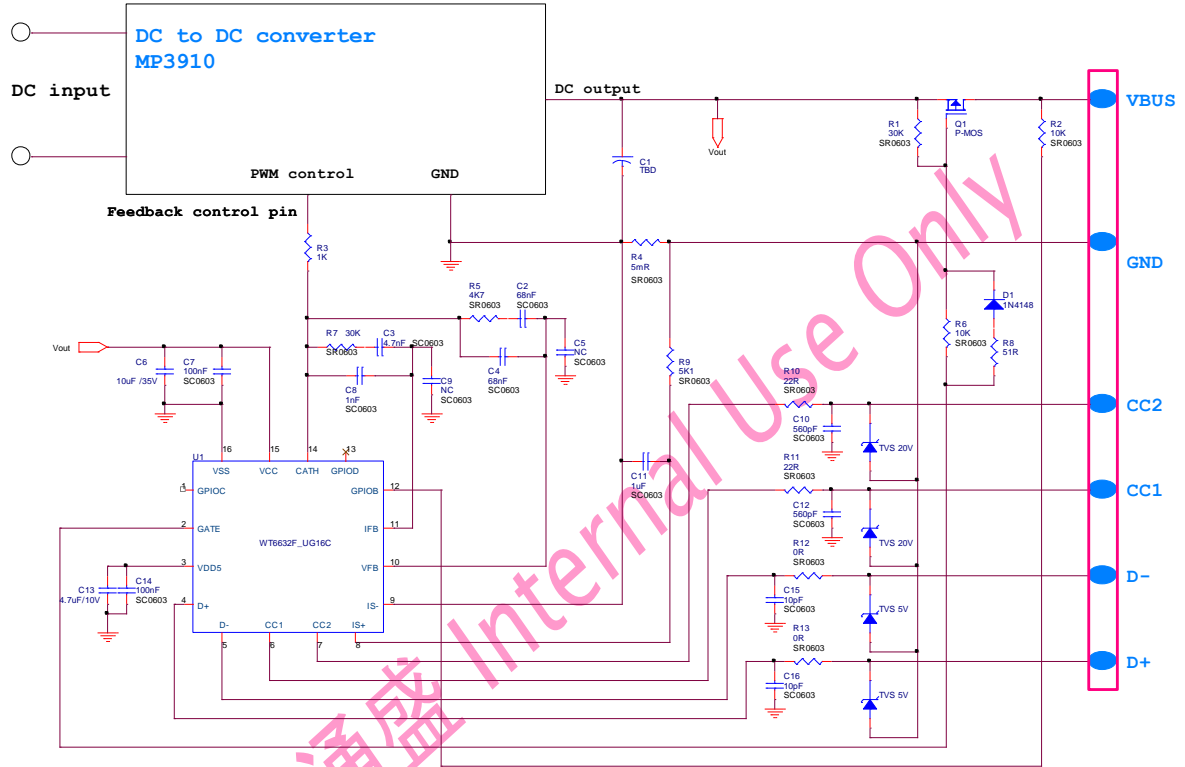 DC to DC converter
MP3910
DC input
DC output
VBUS
R1
30K
SR0603
Q1
P-MOS
R2
10K
SR0603
Vout
C1
TBD
PWM control
GND
Feedback control pin
R3
1K
R4
5mR
SR0603
GND
R5
4K7
SR0603
C2
68nF
SC0603
D1
1N4148
R7 30K
SR0603
C3
4.7nF SC0603
C5
NC
SC0603
R6
10K
SR0603
R8
51R
Vout
C6
10uF /35V
C7
100nF
SC0603
C4
68nF
SC0603
R9
5K1
SR0603
C8
1nF
SC0603
C9
NC
SC0603
R10
22R
SR0603
CC2
C10
560pF
SC0603
TVS 20V
U1
16
15
14
13
VSS
VCC
CATH
GPIOD
R11
22R
SR0603
C11
1uF
SC0603
1
GPIOC
GPIOB
12
CC1
C12
560pF
SC0603
TVS 20V
2
GATE
IFB
11
WT6632F_UG16C
R12
0R
SR0603
3
VDD5
VFB
10
D-
C13
4.7uF/10V
C14
100nF
SC0603
4
D+
IS-
9
C15
10pF
SC0603
TVS 5V
D-
CC1
CC2
IS+
5
6
7
8
R13
0R
SR0603
D+
C16
10pF
SC0603
TVS 5V
通盛 Internal Use Only